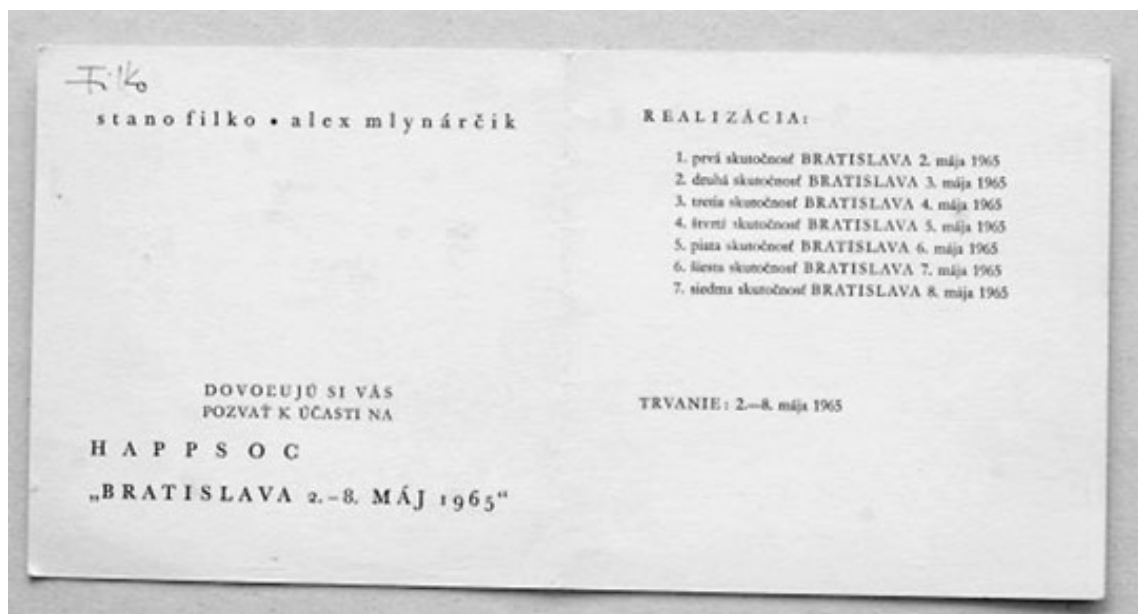 Filko
stano filko • alex mlynárčik
DOVOĽUJÚ SI VÁS
POZVAŤ K ÚČASTI NA
HAPPSOC
„BRATISLAVA 2.–8. MÁJ 1965“
REALIZÁCIA:
1. prvá skutočnosť BRATISLAVA 2. mája 1965
2. druhá skutočnosť BRATISLAVA 3. mája 1965
3. tretia skutočnosť BRATISLAVA 4. mája 1965
4. štvrtá skutočnosť BRATISLAVA 5. mája 1965
5. piata skutočnosť BRATISLAVA 6. mája 1965
6. šiesta skutočnosť BRATISLAVA 7. mája 1965
7. siedma skutočnosť BRATISLAVA 8. mája 1965
TRVANIE: 2.—8. mája 1965